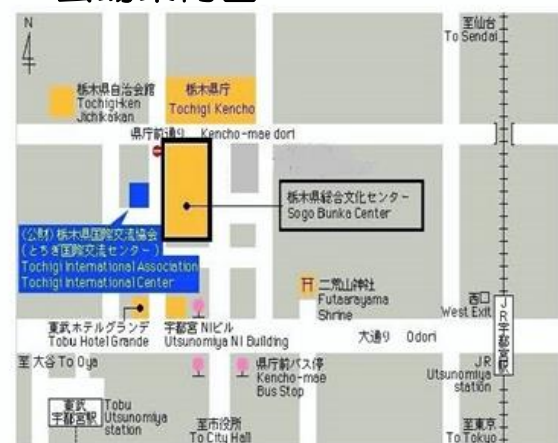 N
至仙台
To Sendai
栃木県自治会館
Tochigi-ken
Jichikaikan
栃木県庁
Tochigi Kencho
県庁前通り Kencho-mae dori
栃木県総合文化センター
Sogo Bunka Center
(公財)栃木県国際交流協会
(とちぎ国際交流センター)
Tochigi International Association
Tochigi International Center
二荒山神社
Futaarayama
Shrine
西口
West Exit
JR宇都宮駅
東武ホテルグランデ
Tobu Hotel Grande
宇都宮 NIビル
Utsunomiya NI Building
大通り Odori
至 大谷 To Oya
県庁前バス停
Kencho-mae
Bus Stop
JR
Utsunomiya
station
東武
宇都宮駅
Tobu
Utsunomiya
station
至市役所
To City Hall
至東京
To Tokyo